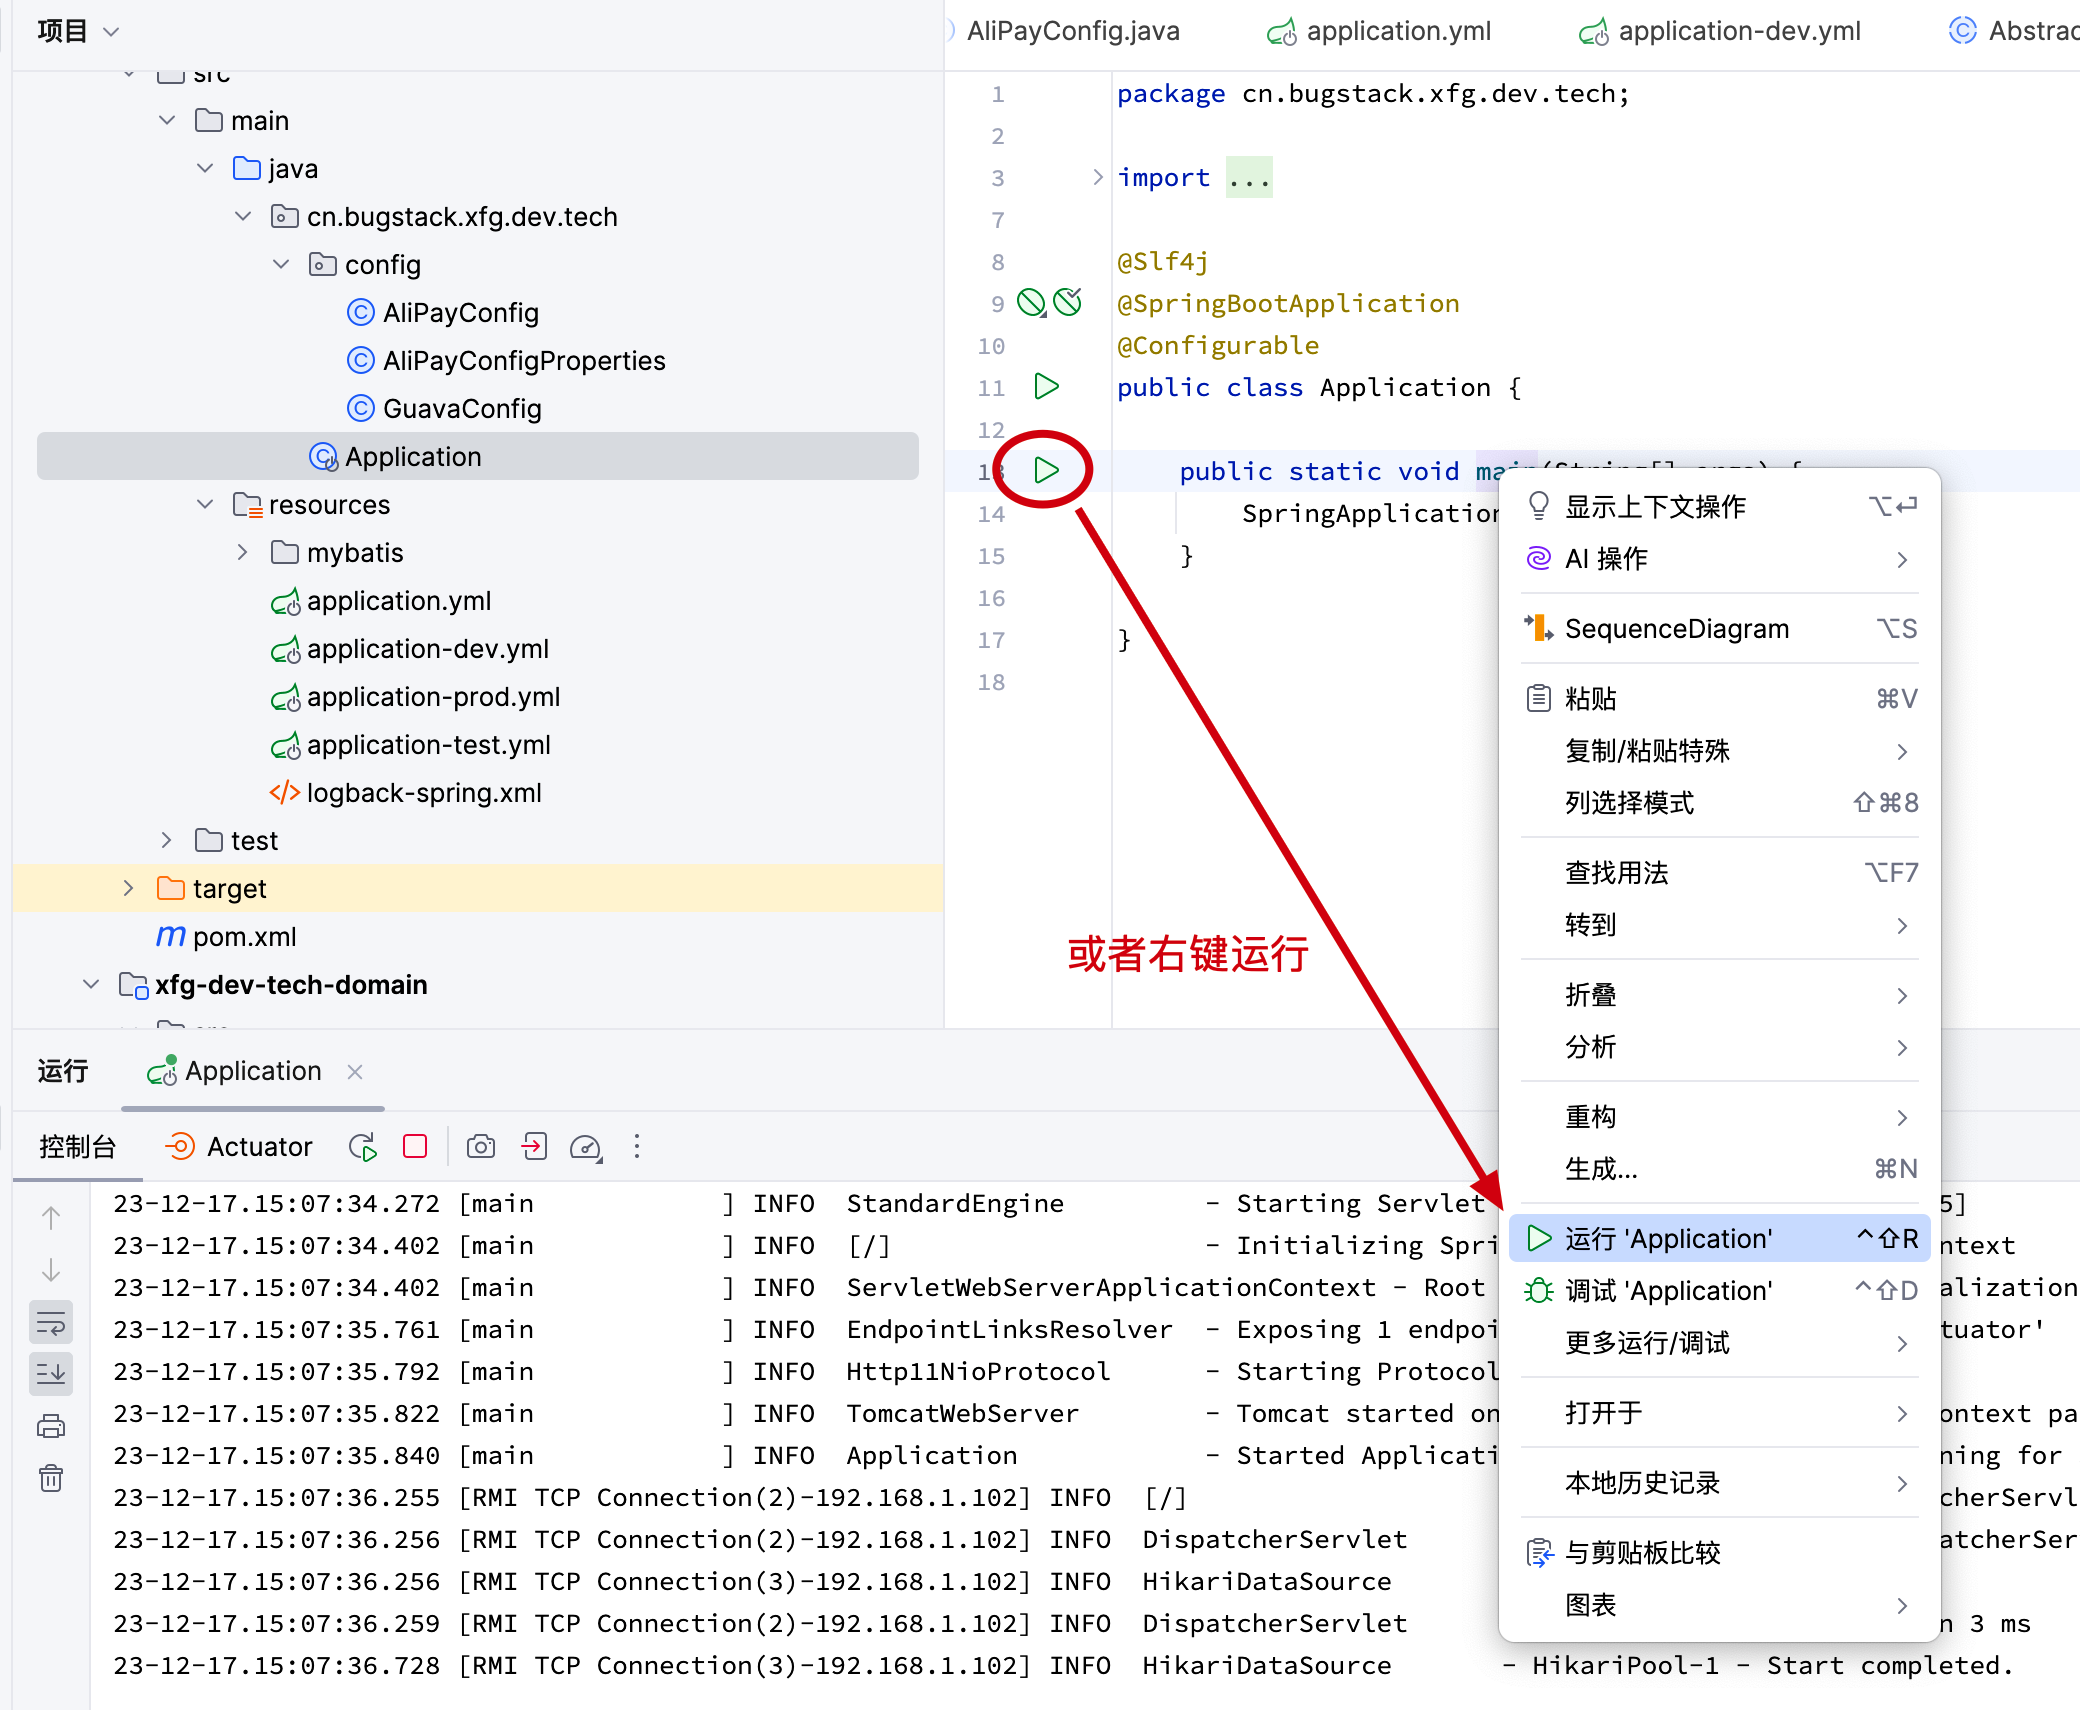 项目
AliPayConfig.java
application.yml
application-dev.yml
src
main
java
cn.bugstack.xfg.dev.tech
config
AliPayConfig
AliPayConfigProperties
GuavaConfig
Application
resources
mybatis
application.yml
application-dev.yml
application-prod.yml
application-test.yml
logback-spring.xml
test
target
pom.xml
xfg-dev-tech-domain
1 package cn.bugstack.xfg.dev.tech;
2
3 import ...
7
8 @Slf4j
9 @SpringBootApplication
10 @Configurable
11 public class Application {
12
13 public static void main(String[] args) {
14 SpringApplication
15 }
16
17 }
18
或者右键运行
显示上下文操作 ⌥↩
AI 操作
SequenceDiagram ⌥S
粘贴 ⌘V
复制/粘贴特殊
列选择模式 ⇧⌘8
查找用法 ⌥F7
转到
折叠
分析
重构
生成... ⌘N
运行 'Application' ^⇧R
调试 'Application' ^⇧D
更多运行/调试
打开于
本地历史记录
与剪贴板比较
图表
运行 Application
控制台 Actuator
23-12-17.15:07:34.272 [main ] INFO StandardEngine - Starting Servlet 5]
23-12-17.15:07:34.402 [main ] INFO [/] - Initializing Spri ntext
23-12-17.15:07:34.402 [main ] INFO ServletWebServerApplicationContext - Root alization
23-12-17.15:07:35.761 [main ] INFO EndpointLinksResolver - Exposing 1 endpoi tuator'
23-12-17.15:07:35.792 [main ] INFO Http11NioProtocol - Starting Protocol
23-12-17.15:07:35.822 [main ] INFO TomcatWebServer - Tomcat started on ontext pa
23-12-17.15:07:35.840 [main ] INFO Application - Started Applicati ning for
23-12-17.15:07:36.255 [RMI TCP Connection(2)-192.168.1.102] INFO [/] cherServl
23-12-17.15:07:36.256 [RMI TCP Connection(2)-192.168.1.102] INFO DispatcherServlet atcherSer
23-12-17.15:07:36.256 [RMI TCP Connection(3)-192.168.1.102] INFO HikariDataSource
23-12-17.15:07:36.259 [RMI TCP Connection(2)-192.168.1.102] INFO DispatcherServlet n 3 ms
23-12-17.15:07:36.728 [RMI TCP Connection(3)-192.168.1.102] INFO HikariDataSource - HikariPool-1 - Start completed.